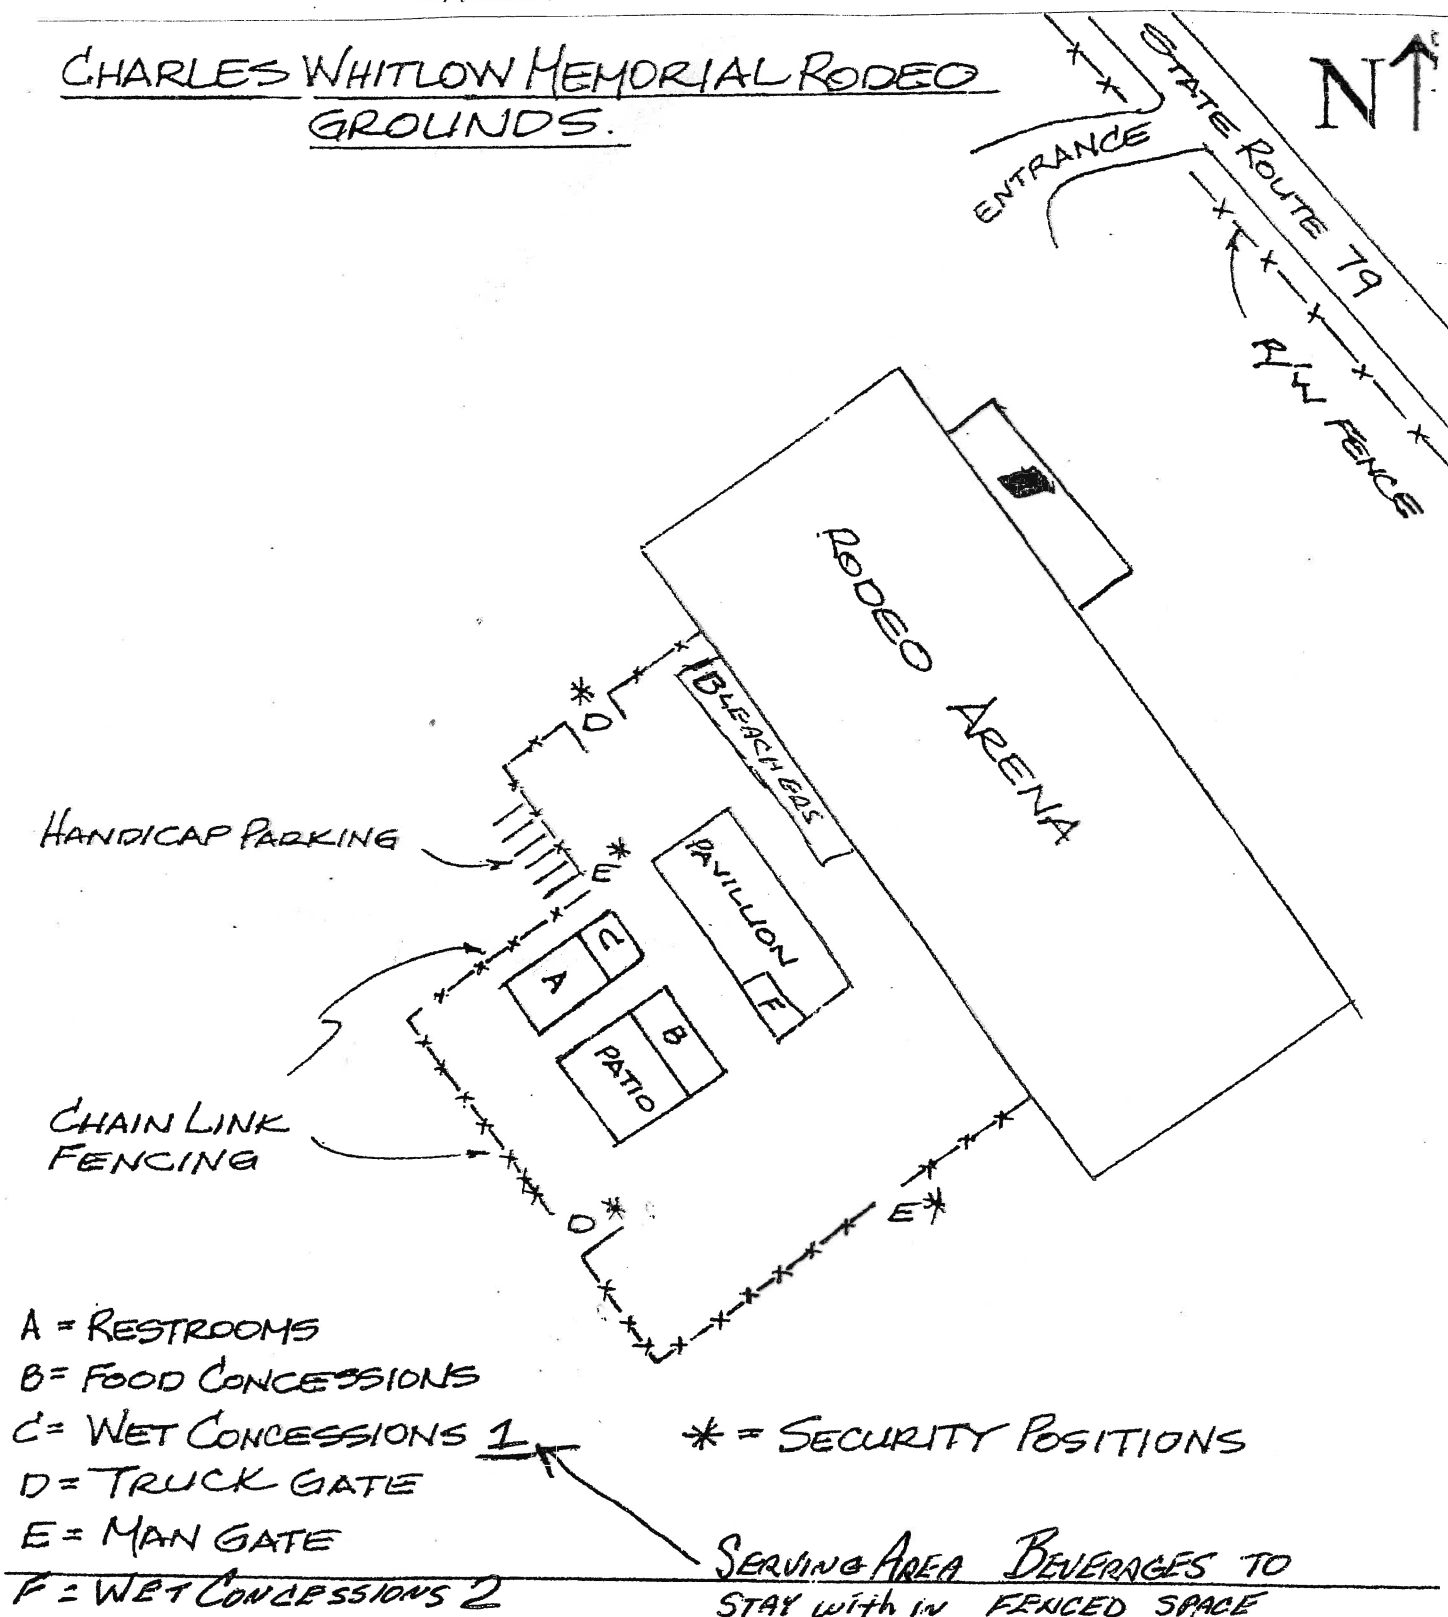 CHARLES WHITLOW MEMORIAL RODEO
GROUNDS.
N
STATE ROUTE 79
ENTRANCE
FENCE
RODEO ARENA
BLEACHERS
* D
HANDICAP PARKING
E *
PAVILLION
C
A
F
B
PATIO
CHAIN LINK
FENCING
D *
E *
A = RESTROOMS
B = FOOD CONCESSIONS
C = WET CONCESSIONS 1
* = SECURITY POSITIONS
D = TRUCK GATE
E = MAN GATE
F = WET CONCESSIONS 2
SERVING AREA BEVERAGES TO
STAY within FENCED SPACE